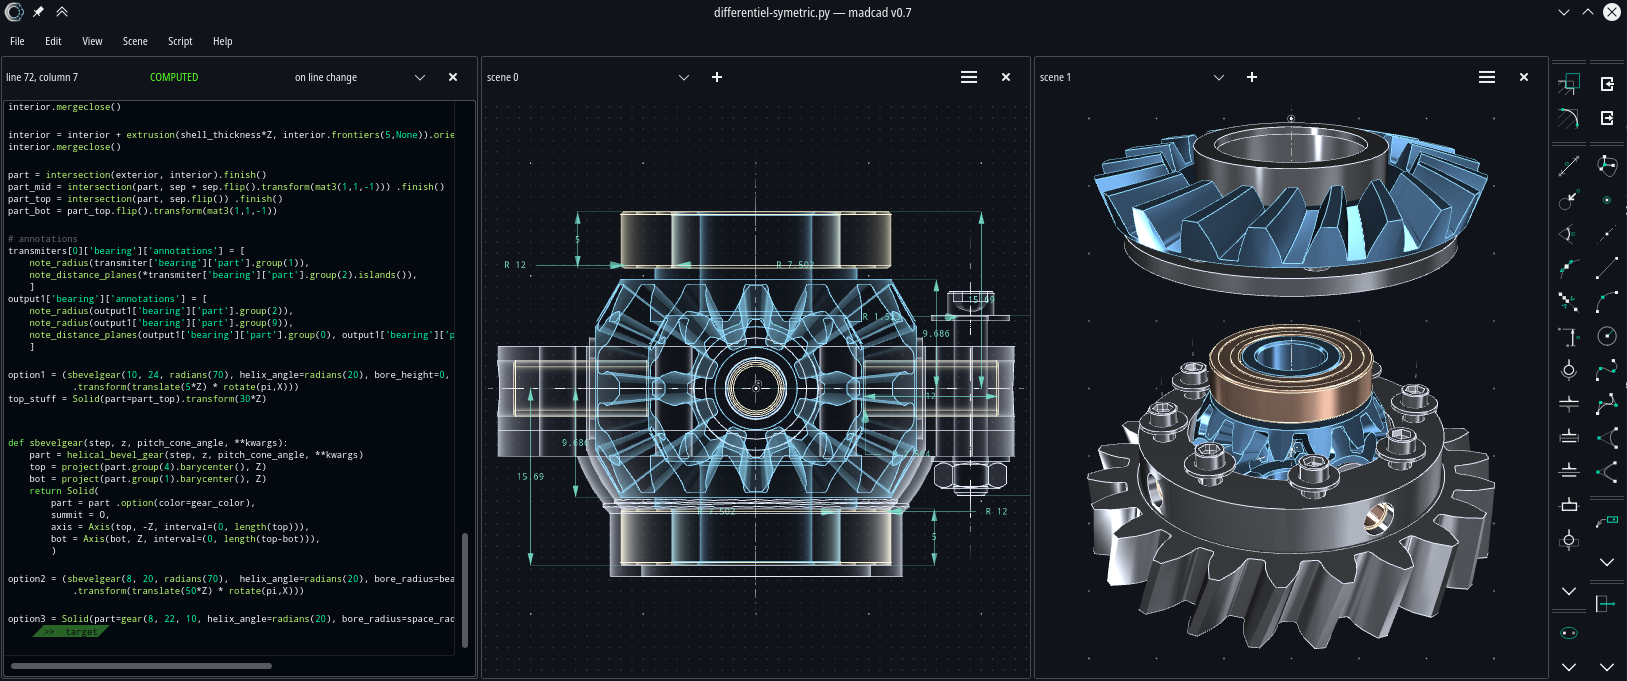 differentiel-symetric.py — madcad v0.7
File Edit View Scene Script Help
line 72, column 7 COMPUTED on line change
interior.mergeclose()
interior = interior + extrusion(shell_thickness*Z, interior.frontiers(5,None)).orie
interior.mergeclose()
part = intersection(exterior, interior).finish()
part_mid = intersection(part, sep + sep.flip().transform(mat3(1,1,-1))) .finish()
part_top = intersection(part, sep.flip()) .finish()
part_bot = part_top.flip().transform(mat3(1,1,-1))
# annotations
transmiters[0]['bearing']['annotations'] = [
note_radius(transmiter['bearing']['part'].group(1)),
note_distance_planes(*transmiter['bearing']['part'].group(2).islands()),
]
output1['bearing']['annotations'] = [
note_radius(output1['bearing']['part'].group(2)),
note_radius(output1['bearing']['part'].group(9)),
note_distance_planes(output1['bearing']['part'].group(0), output1['bearing']['p
]
option1 = (sbevelgear(10, 24, radians(70), helix_angle=radians(20), bore_height=0,
.transform(translate(5*Z) * rotate(pi,X)))
top_stuff = Solid(part=part_top).transform(30*Z)
def sbevelgear(step, z, pitch_cone_angle, **kwargs):
part = helical_bevel_gear(step, z, pitch_cone_angle, **kwargs)
top = project(part.group(4).barycenter(), Z)
bot = project(part.group(1).barycenter(), Z)
return Solid(
part = part .option(color=gear_color),
summit = O,
axis = Axis(top, -Z, interval=(0, length(top))),
bot = Axis(bot, Z, interval=(0, length(top-bot))),
)
option2 = (sbevelgear(8, 20, radians(70),  helix_angle=radians(20), bore_radius=bea
.transform(translate(50*Z) * rotate(pi,X)))
option3 = Solid(part=gear(8, 22, 10, helix_angle=radians(20), bore_radius=space_rad
>> target
scene 0
5
R 12
R 7.502
15.69
9.686
12
9.686
15.69
R 7.502
R 12
5
scene 1